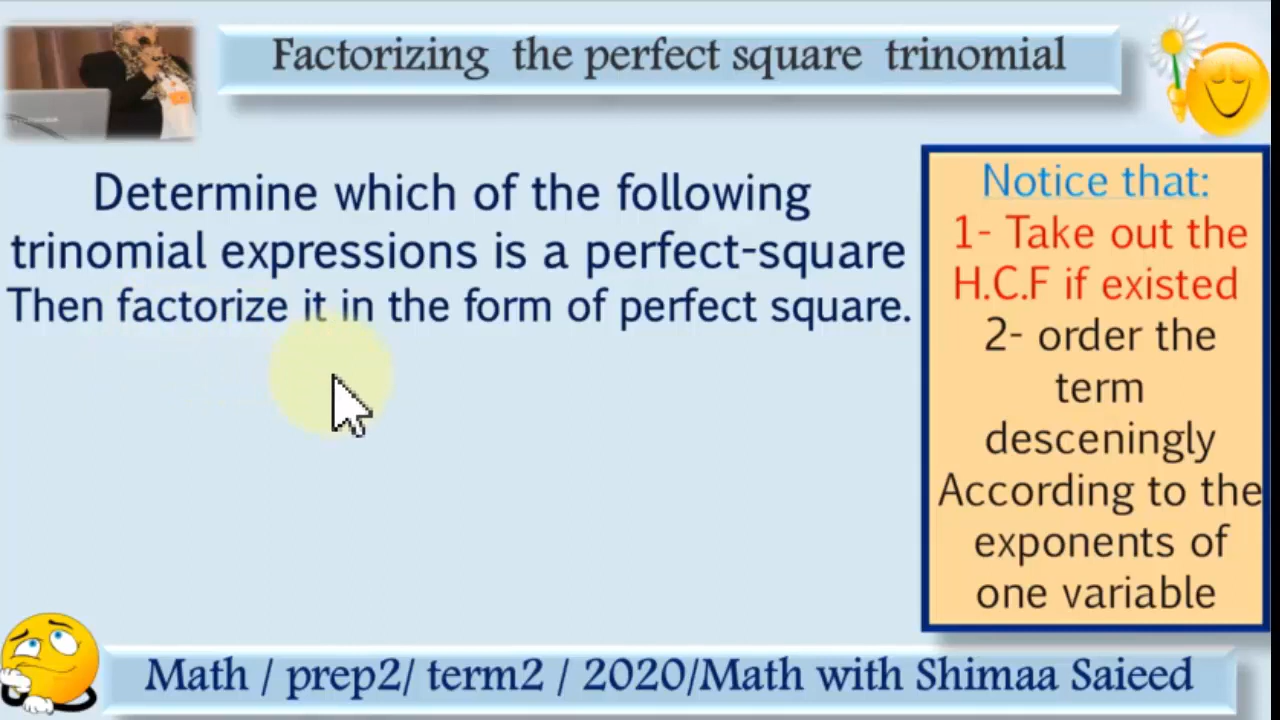 Factorizing the perfect square trinomial
Determine which of the following
trinomial expressions is a perfect-square
Then factorize it in the form of perfect square.
Notice that:
1- Take out the
H.C.F if existed
2- order the
term
desceningly
According to the
exponents of
one variable
Math / prep2/ term2 / 2020/Math with Shimaa Saieed